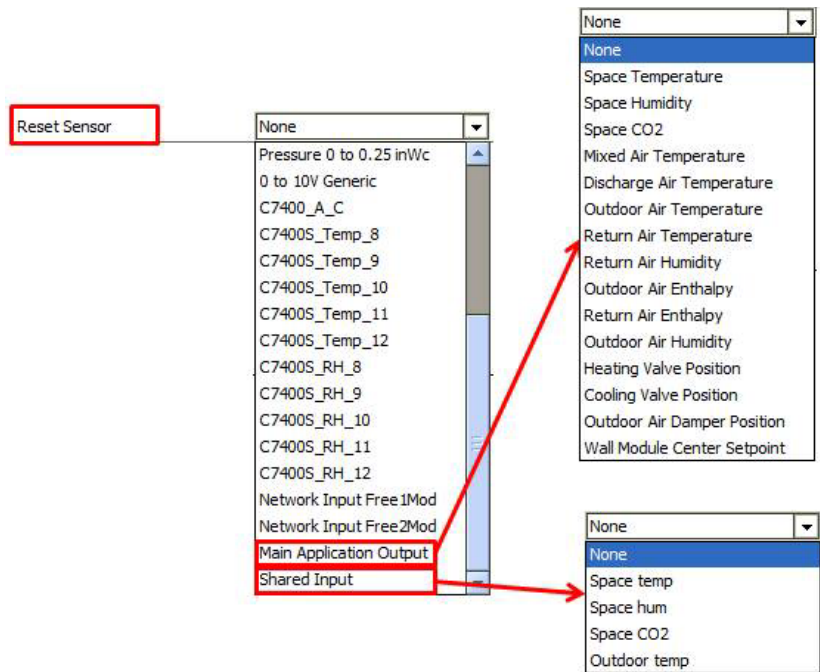 Reset Sensor
None
Pressure 0 to 0.25 inWc
0 to 10V Generic
C7400_A_C
C7400S_Temp_8
C7400S_Temp_9
C7400S_Temp_10
C7400S_Temp_11
C7400S_Temp_12
C7400S_RH_8
C7400S_RH_9
C7400S_RH_10
C7400S_RH_11
C7400S_RH_12
Network Input Free1Mod
Network Input Free2Mod
Main Application Output
Shared Input
None
None
Space Temperature
Space Humidity
Space CO2
Mixed Air Temperature
Discharge Air Temperature
Outdoor Air Temperature
Return Air Temperature
Return Air Humidity
Outdoor Air Enthalpy
Return Air Enthalpy
Outdoor Air Humidity
Heating Valve Position
Cooling Valve Position
Outdoor Air Damper Position
Wall Module Center Setpoint
None
None
Space temp
Space hum
Space CO2
Outdoor temp